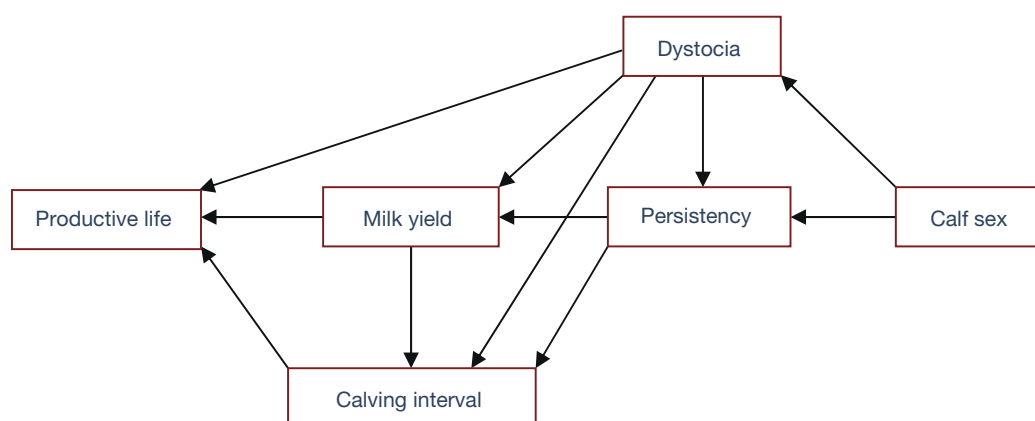 Dystocia
Productive life
Milk yield
Persistency
Calf sex
Calving interval